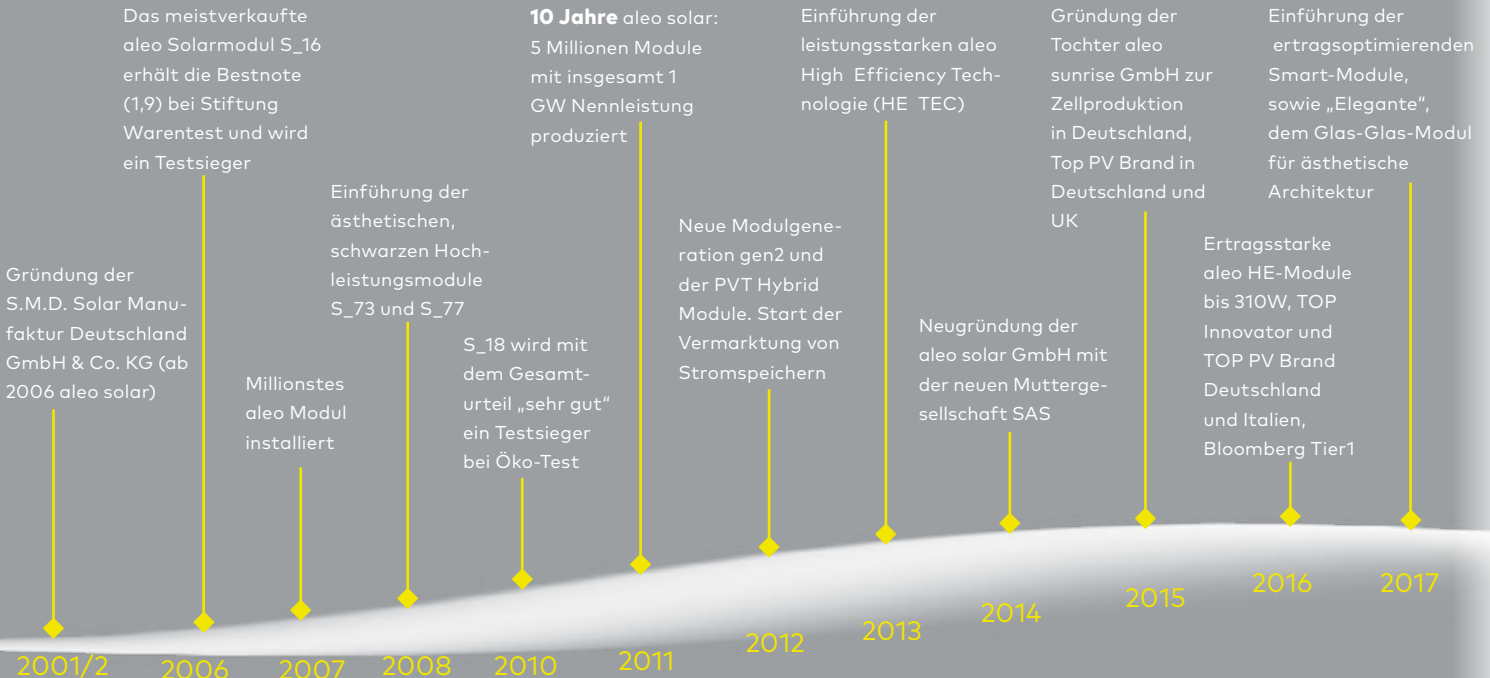 Gründung der
S.M.D. Solar Manu-
faktur Deutschland
GmbH & Co. KG (ab
2006 aleo solar)
2001/2
Das meistverkaufte
aleo Solarmodul S_16
erhält die Bestnote
(1,9) bei Stiftung
Warentest und wird
ein Testsieger
2006
Millionstes
aleo Modul
installiert
2007
Einführung der
ästhetischen,
schwarzen Hoch-
leistungsmodule
S_73 und S_77
2008
S_18 wird mit
dem Gesamt-
urteil „sehr gut“
ein Testsieger
bei Öko-Test
2010
10 Jahre aleo solar:
5 Millionen Module
mit insgesamt 1
GW Nennleistung
produziert
2011
Neue Modulgene-
ration gen2 und
der PVT Hybrid
Module. Start der
Vermarktung von
Stromspeichern
2012
Einführung der
leistungsstarken aleo
High Efficiency Tech-
nologie (HE TEC)
2013
Neugründung der
aleo solar GmbH mit
der neuen Mutterge-
sellschaft SAS
2014
Gründung der
Tochter aleo
sunrise GmbH zur
Zellproduktion
in Deutschland,
Top PV Brand in
Deutschland und
UK
2015
Ertragsstarke
aleo HE-Module
bis 310W, TOP
Innovator und
TOP PV Brand
Deutschland
und Italien,
Bloomberg Tier1
2016
Einführung der
ertragsoptimierenden
Smart-Module,
sowie „Elegante“,
dem Glas-Glas-Modul
für ästhetische
Architektur
2017